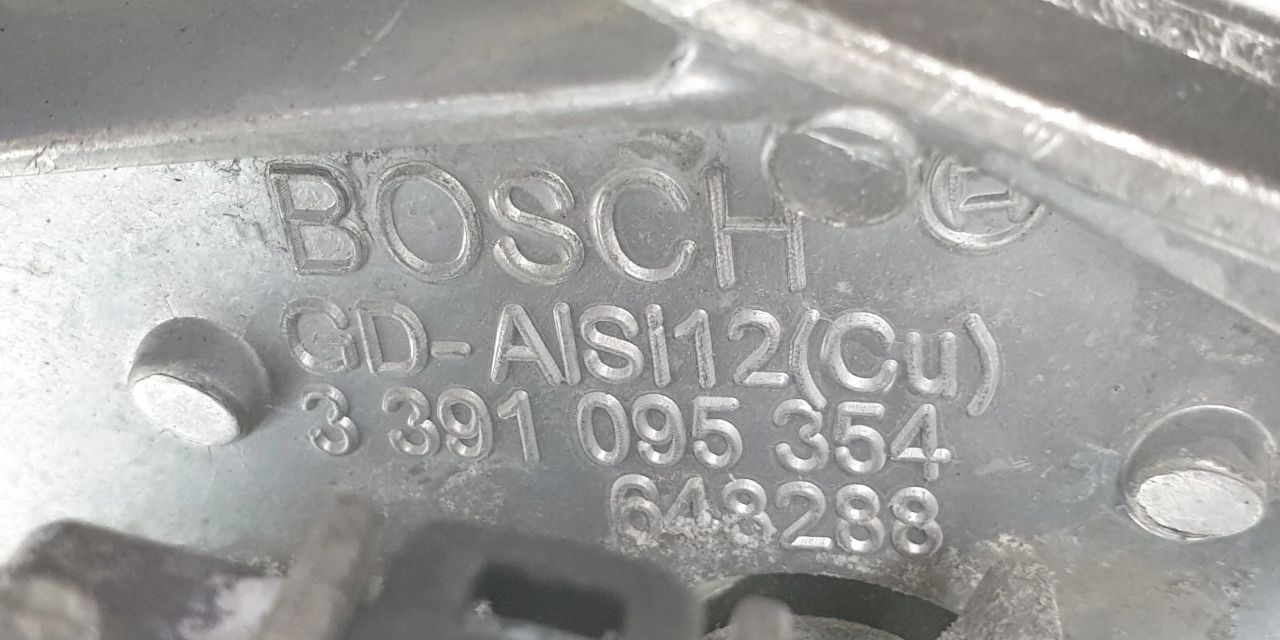 BOSCH
GD-AlSi12(Cu)
3 391 095 354
648288